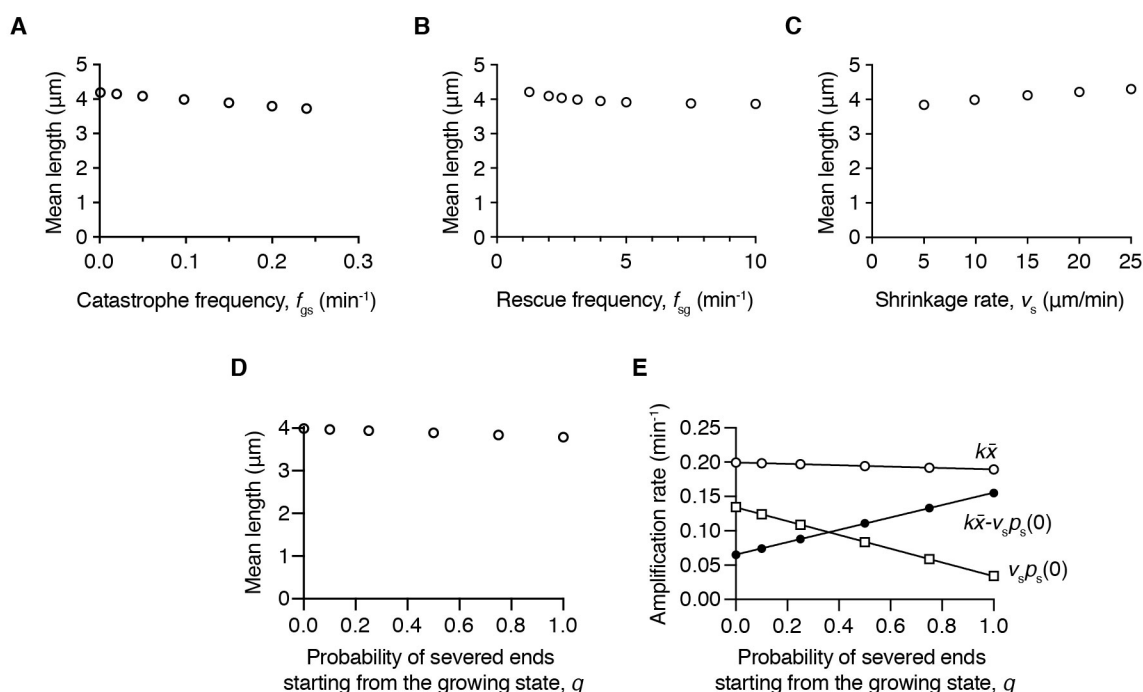 A
Mean length (µm)
5
4
3
2
1
0
0.0 0.1 0.2 0.3
Catastrophe frequency, fgs (min-1)
B
Mean length (µm)
5
4
3
2
1
0
0 5 10
Rescue frequency, fsg (min-1)
C
Mean length (µm)
5
4
3
2
1
0
0 5 10 15 20 25
Shrinkage rate, vs (µm/min)
D
Mean length (µm)
4
3
2
1
0
0.0 0.2 0.4 0.6 0.8 1.0
Probability of severed ends
starting from the growing state, q
E
Amplification rate (min-1)
0.25
0.20
0.15
0.10
0.05
0.00
kx̄
kx̄-vsps(0)
vsps(0)
0.0 0.2 0.4 0.6 0.8 1.0
Probability of severed ends
starting from the growing state, q